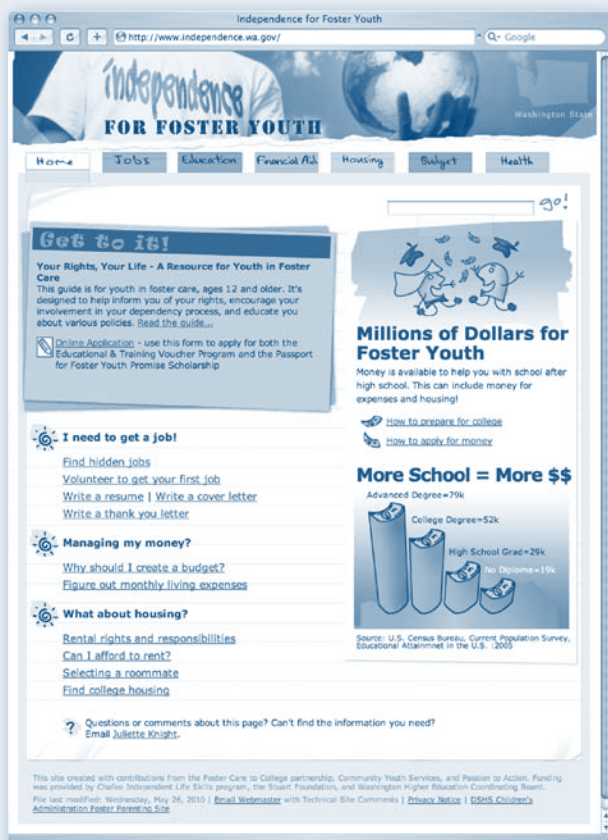 Independence for Foster Youth
http://www.independence.wa.gov/
Google
independence
FOR FOSTER YOUTH
Washington State
Home
Jobs
Education
Financial Aid
Housing
Budget
Health
go!
Get to it!
Your Rights, Your Life - A Resource for Youth in Foster
Care
This guide is for youth in foster care, ages 12 and older. It's
designed to help inform you of your rights, encourage your
involvement in your dependency process, and educate you
about various policies. Read the guide...
Online Application - use this form to apply for both the
Educational & Training Voucher Program and the Passport
for Foster Youth Promise Scholarship
Millions of Dollars for
Foster Youth
Money is available to help you with school after
high school. This can include money for
expenses and housing!
How to prepare for college
How to apply for money
I need to get a job!
Find hidden jobs
Volunteer to get your first job
Write a resume | Write a cover letter
Write a thank you letter
Managing my money?
Why should I create a budget?
Figure out monthly living expenses
What about housing?
Rental rights and responsibilities
Can I afford to rent?
Selecting a roommate
Find college housing
More School = More $$
Advanced Degree=79k
College Degree=52k
High School Grad=29k
No Diploma=19k
Source: U.S. Census Bureau, Current Population Survey,
Educational Attainmnet in the U.S. :2005
? Questions or comments about this page? Can't find the information you need?
Email Juliette Knight.
This site created with contributions from the Foster Care to College partnership, Community Youth Services, and Passion to Action. Funding
was provided by Chafee Independent Life Skills program, the Stuart Foundation, and Washington Higher Education Coordinating Board.
File last modified: Wednesday, May 26, 2010 | Email Webmaster with Technical Site Comments | Privacy Notice | DSHS Children's
Administration Foster Parenting Site